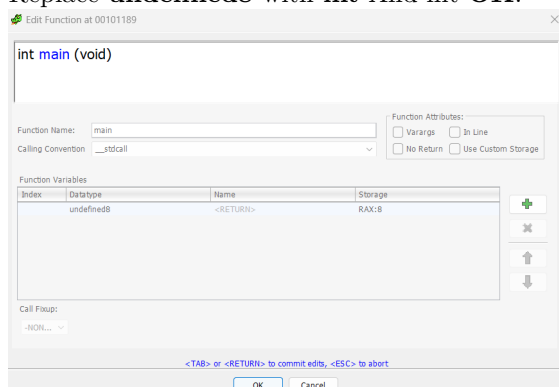 Replace undefined8 with int And hit OK.
Edit Function at 00101189
int main (void)
Function Attributes:
Function Name: main
Varargs In Line
Calling Convention __stdcall
No Return Use Custom Storage
Function Variables
Index Datatype Name Storage
undefined8 <RETURN> RAX:8
Call Fixup:
-NON...
<TAB> or <RETURN> to commit edits, <ESC> to abort
OK Cancel